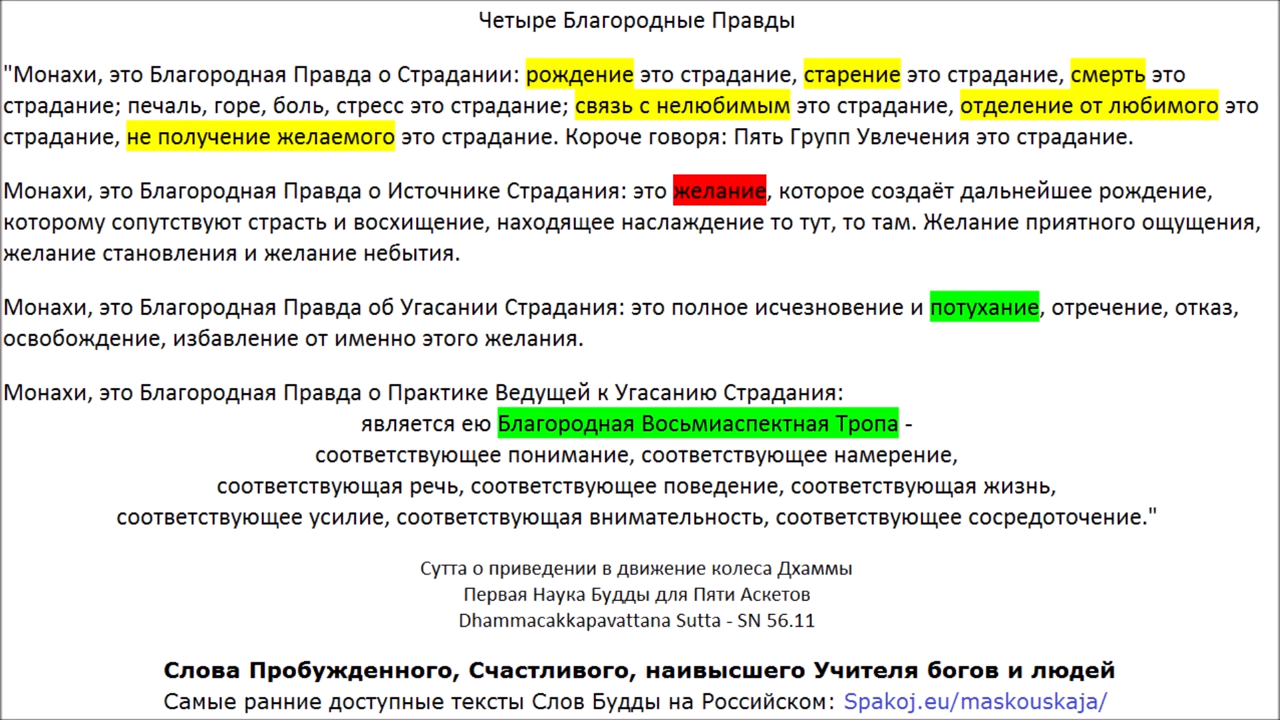 Четыре Благородные Правды
"Монахи, это Благородная Правда о Страдании: рождение это страдание, старение это страдание, смерть это
страдание; печаль, горе, боль, стресс это страдание; связь с нелюбимым это страдание, отделение от любимого это
страдание, не получение желаемого это страдание. Короче говоря: Пять Групп Увлечения это страдание.
Монахи, это Благородная Правда о Источнике Страдания: это желание, которое создаёт дальнейшее рождение,
которому сопутствуют страсть и восхищение, находящее наслаждение то тут, то там. Желание приятного ощущения,
желание становления и желание небытия.
Монахи, это Благородная Правда об Угасании Страдания: это полное исчезновение и потухание, отречение, отказ,
освобождение, избавление от именно этого желания.
Монахи, это Благородная Правда о Практике Ведущей к Угасанию Страдания:
является ею Благородная Восьмиаспектная Тропа -
соответствующее понимание, соответствующее намерение,
соответствующая речь, соответствующее поведение, соответствующая жизнь,
соответствующее усилие, соответствующая внимательность, соответствующее сосредоточение."
Сутта о приведении в движение колеса Дхаммы
Первая Наука Будды для Пяти Аскетов
Dhammacakkapavattana Sutta - SN 56.11
Слова Пробужденного, Счастливого, наивысшего Учителя богов и людей
Самые ранние доступные тексты Слов Будды на Российском: Spakoj.eu/maskouskaja/